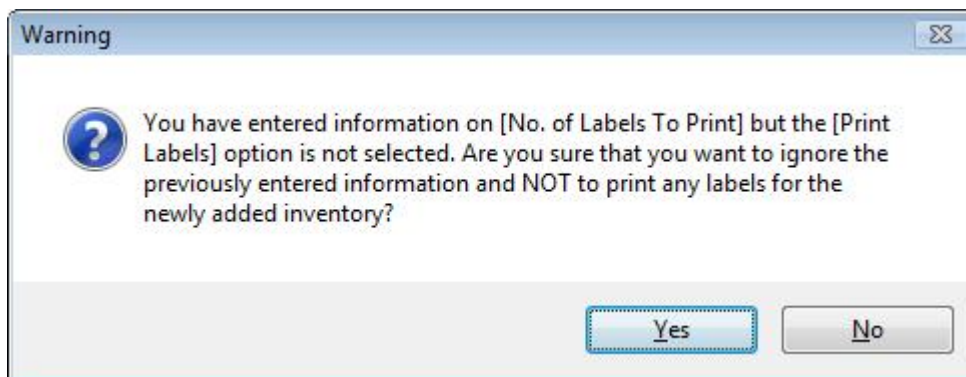 Warning
You have entered information on [No. of Labels To Print] but the [Print
Labels] option is not selected. Are you sure that you want to ignore the
previously entered information and NOT to print any labels for the
newly added inventory?
Yes
No